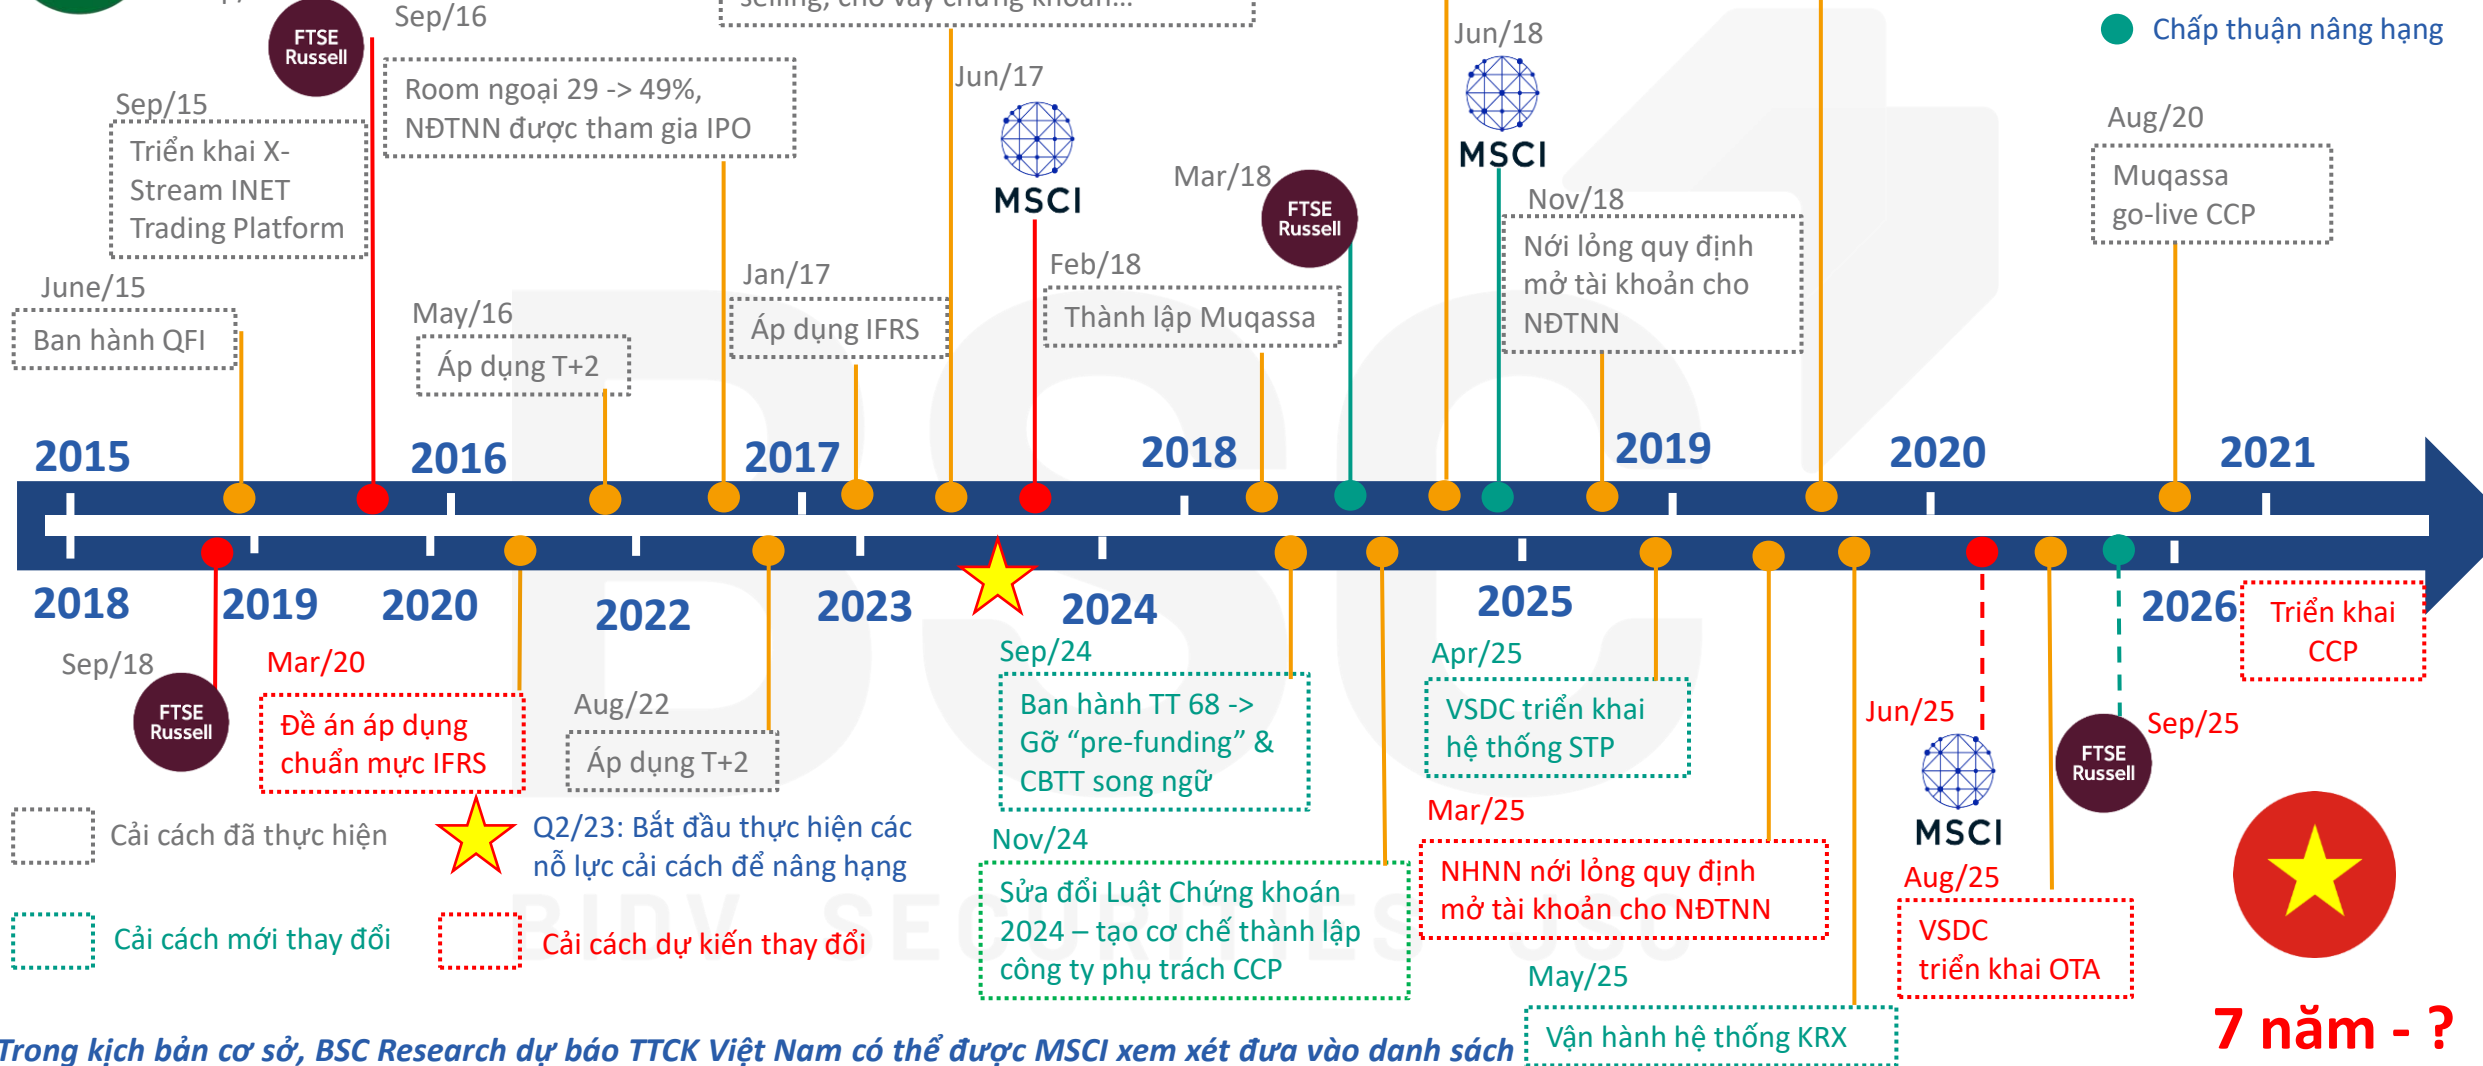 Sep/16
selling, cho vay chứng khoán...
FTSE
Russell
Jun/18
Chấp thuận nâng hạng
Room ngoại 29 -> 49%,
NĐTNN được tham gia IPO
Jun/17
MSCI
Sep/15
Triển khai X-
Stream INET
Trading Platform
MSCI
Mar/18
FTSE
Russell
Nov/18
Nới lỏng quy định
mở tài khoản cho
NĐTNN
Aug/20
Muqassa
go-live CCP
June/15
Ban hành QFI
May/16
Áp dụng T+2
Jan/17
Áp dụng IFRS
Feb/18
Thành lập Muqassa
2015
2016
2017
2018
2019
2020
2021
BSC
2018
2019
2020
2022
2023
2024
2025
2026
Triển khai
CCP
Sep/18
FTSE
Russell
Mar/20
Đề án áp dụng
chuẩn mực IFRS
Aug/22
Áp dụng T+2
Sep/24
Ban hành TT 68 ->
Gỡ “pre-funding” &
CBTT song ngữ
Apr/25
VSDC triển khai
hệ thống STP
Jun/25
MSCI
Sep/25
FTSE
Russell
Cải cách đã thực hiện
Q2/23: Bắt đầu thực hiện các
nỗ lực cải cách để nâng hạng
Nov/24
Sửa đổi Luật Chứng khoán
2024 – tạo cơ chế thành lập
công ty phụ trách CCP
Mar/25
NHNN nới lỏng quy định
mở tài khoản cho NĐTNN
Aug/25
VSDC
triển khai OTA
Cải cách mới thay đổi
Cải cách dự kiến thay đổi
BIDV SECURITIES JSC
May/25
Vận hành hệ thống KRX
7 năm - ?
Trong kịch bản cơ sở, BSC Research dự báo TTCK Việt Nam có thể được MSCI xem xét đưa vào danh sách